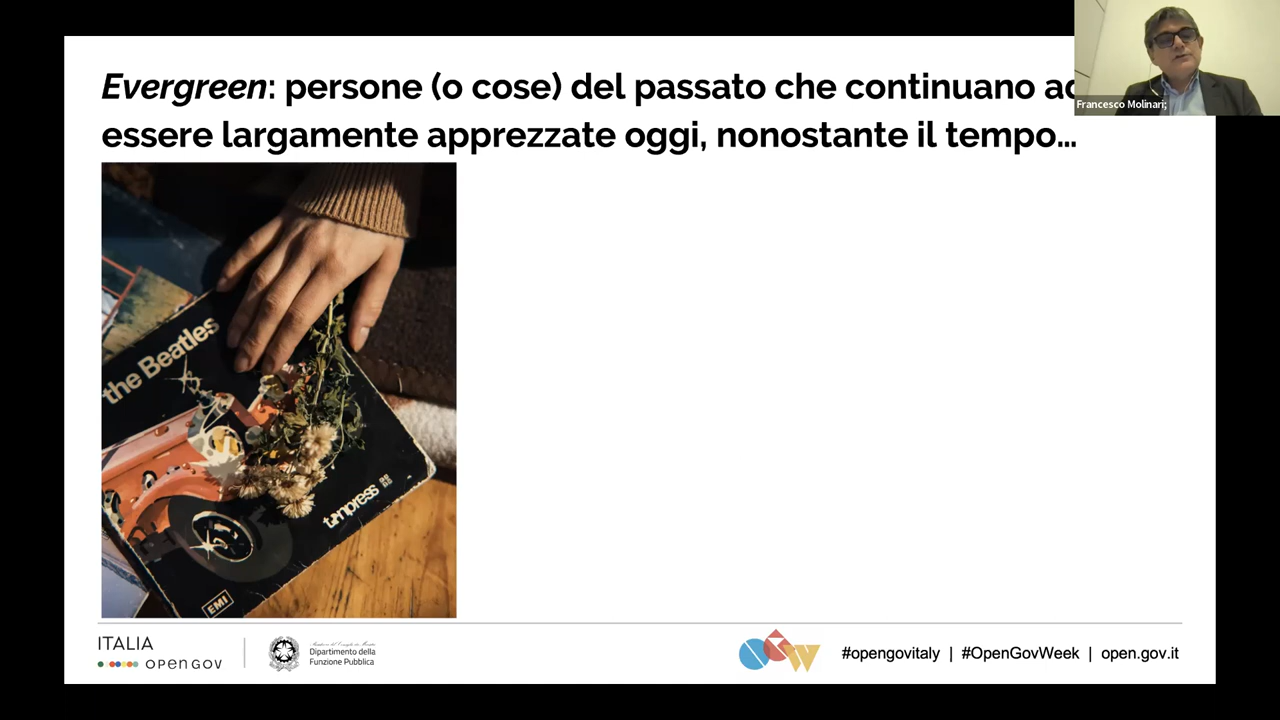 Evergreen: persone (o cose) del passato che continuano
essere largamente apprezzate oggi, nonostante il tempo...
Francesco Molinari;
the Beatles
EMI
ITALIA
OPEN GOV
Dipartimento della
Funzione Pubblica
OGW
#opengovitaly | #OpenGovWeek | open.gov.it